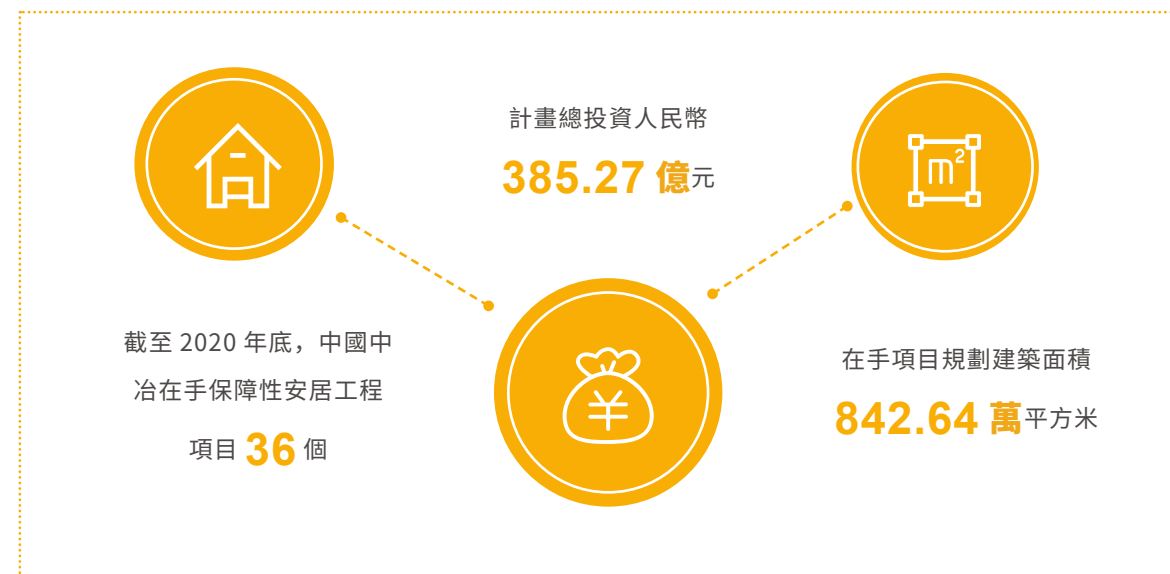 截至 2020 年底，中國中
冶在手保障性安居工程
項目 36 個
計畫總投資人民幣
385.27 億元
¥
m²
在手項目規劃建築面積
842.64 萬平方米